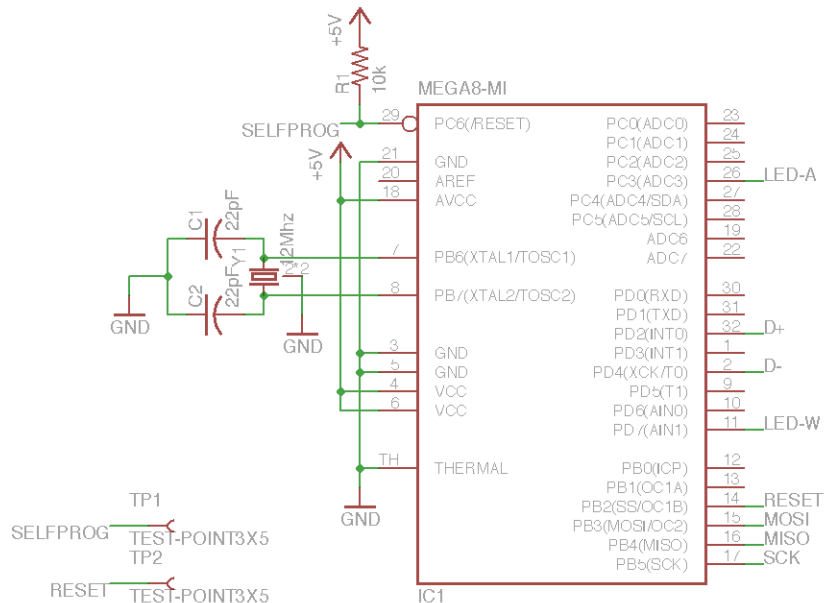 +5V
R1
10k
MEGA8-MI
SELFPROG
29
PC6(/RESET)
PC0(ADC0)
23
PC1(ADC1)
24
+5V
21
GND
PC2(ADC2)
25
20
AREF
PC3(ADC3)
26
LED-A
18
AVCC
PC4(ADC4/SDA)
27
PC5(ADC5/SCL)
28
C1
22pF
ADC6
19
12Mhz
Y1
7
PB6(XTAL1/TOSC1)
ADC7
22
2*2
C2
22pF
8
PB7(XTAL2/TOSC2)
PD0(RXD)
30
PD1(TXD)
31
GND
GND
PD2(INT0)
32
D+
3
GND
PD3(INT1)
1
5
GND
PD4(XCK/T0)
2
D-
4
VCC
PD5(T1)
9
6
VCC
PD6(AIN0)
10
PD7(AIN1)
11
LED-W
TH
THERMAL
PB0(ICP)
12
PB1(OC1A)
13
TP1
PB2(SS/OC1B)
14
RESET
GND
PB3(MOSI/OC2)
15
MOSI
SELFPROG
TEST-POINT3X5
PB4(MISO)
16
MISO
TP2
PB5(SCK)
17
SCK
RESET
TEST-POINT3X5
IC1